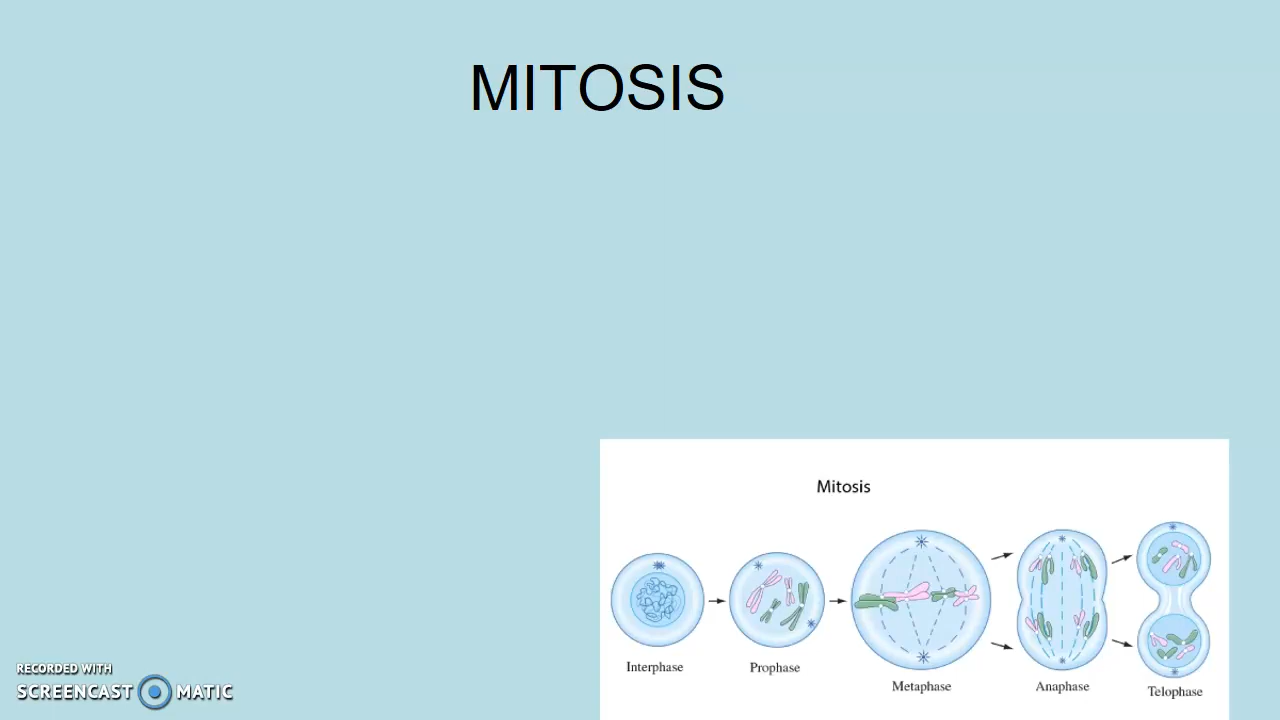 MITOSIS
Mitosis
Interphase
Prophase
Metaphase
Anaphase
Telophase
RECORDED WITH
SCREENCAST MATIC